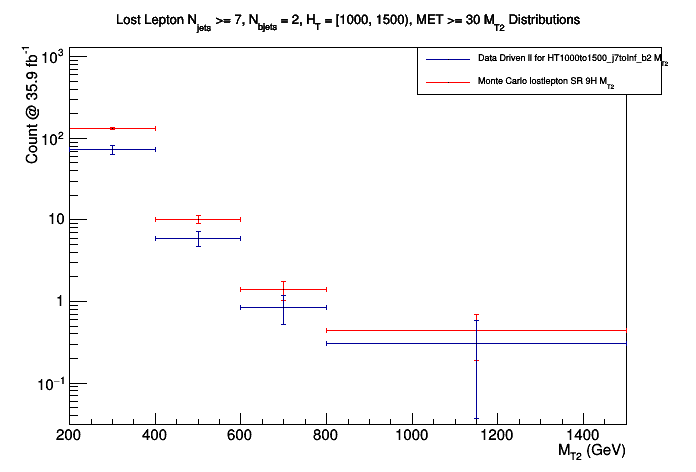 Lost Lepton N_jets >= 7, N_bjets = 2, H_T = [1000, 1500), MET >= 30 M_T2 Distributions
Data Driven II for HT1000to1500_j7toInf_b2 M_T2
Monte Carlo lostlepton SR 9H M_T2
Count @ 35.9 fb^-1
10^3
10^2
10
1
10^−1
200 400 600 800 1000 1200 1400
M_T2 (GeV)